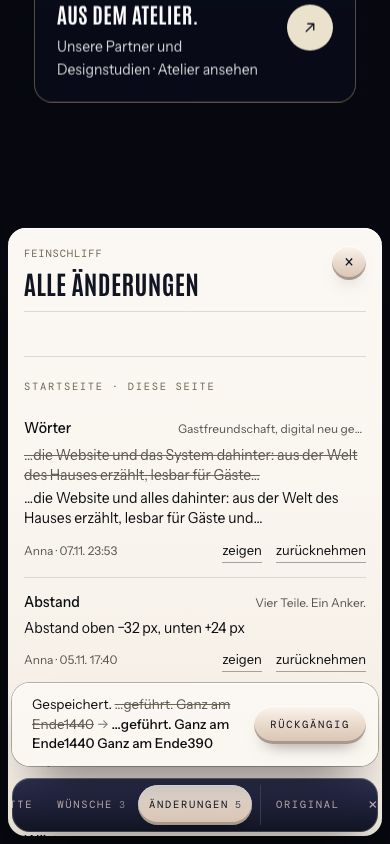 AUS DEM ATELIER.
Unsere Partner und
Designstudien · Atelier ansehen
FEINSCHLIFF
ALLE ÄNDERUNGEN
×
STARTSEITE · DIESE SEITE
Wörter
Gastfreundschaft, digital neu ge…
…die Website und das System dahinter: aus der Welt
des Hauses erzählt, lesbar für Gäste…
…die Website und alles dahinter: aus der Welt des
Hauses erzählt, lesbar für Gäste und…
Anna · 07.11. 23:53
zeigen zurücknehmen
Abstand
Vier Teile. Ein Anker.
Abstand oben −32 px, unten +24 px
Anna · 05.11. 17:40
zeigen zurücknehmen
Gespeichert. …geführt. Ganz am
Ende1440 → …geführt. Ganz am
Ende1440 Ganz am Ende390
RÜCKGÄNGIG
WÜNSCHE 3 ÄNDERUNGEN 5 ORIGINAL ×